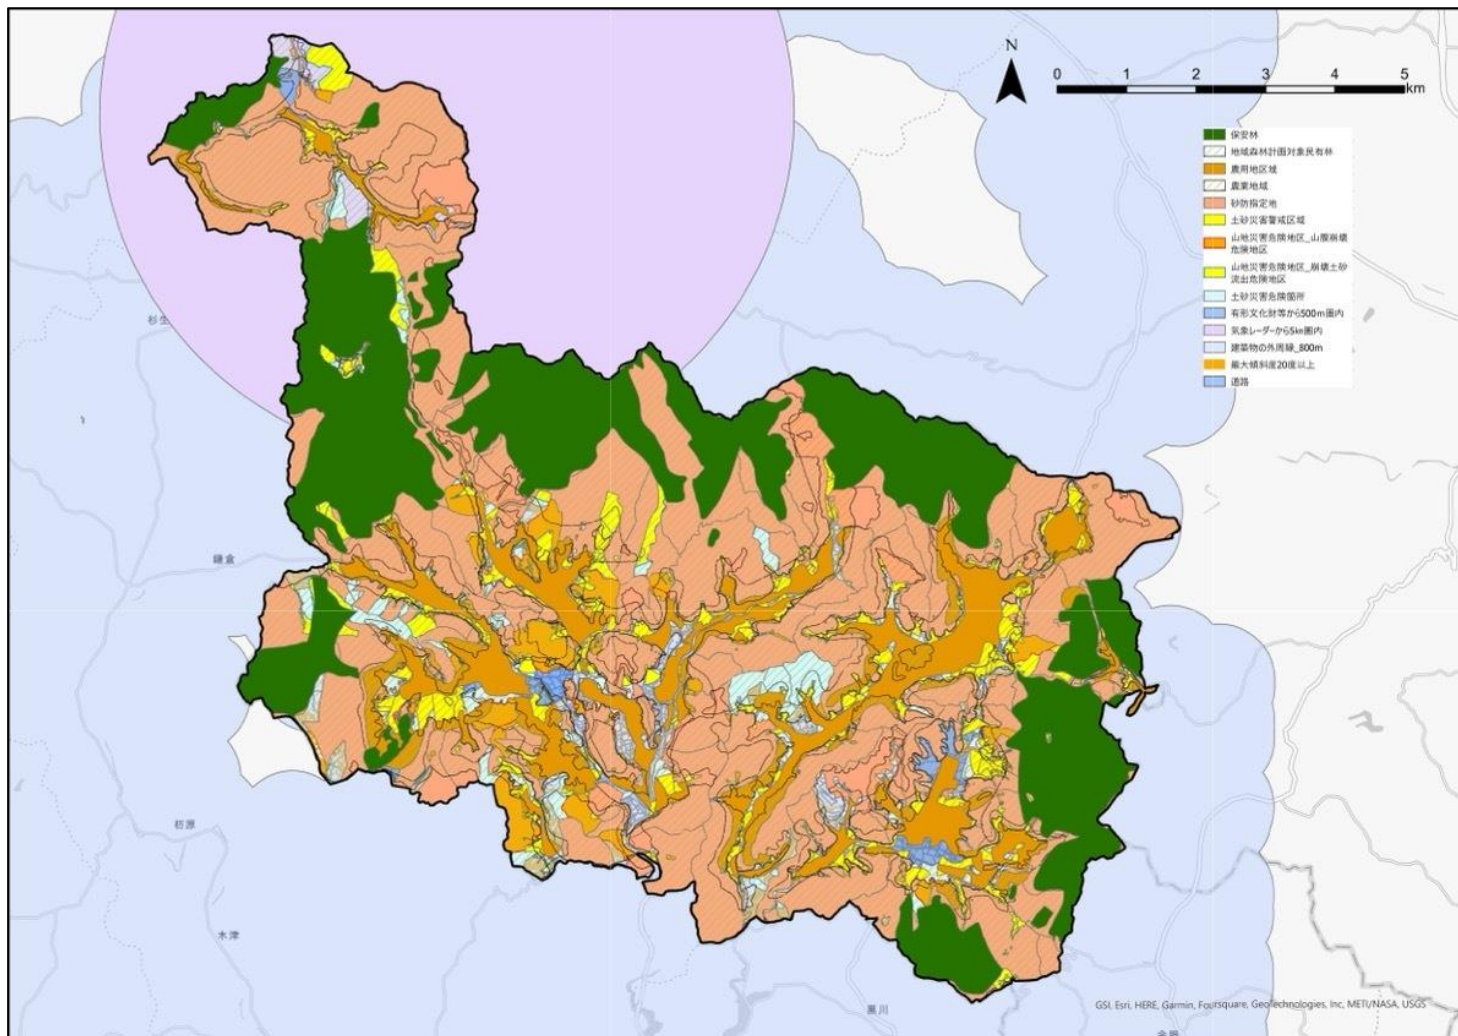 N
0 1 2 3 4 5
km
保安林
地域森林計画対象民有林
農用地区域
農業地域
砂防指定地
土砂災害警戒区域
山地災害危険地区_山腹崩壊
危険地区
山地災害危険地区_崩壊土砂
流出危険地区
土砂災害危険箇所
有形文化財等から500m圏内
気象レーダーから5km圏内
建築物の外周線_800m
最大傾斜度20度以上
道路
杉生
鎌倉
栃原
木津
黒川
GSI, Esri, HERE, Garmin, Foursquare, GeoTechnologies, Inc, METI/NASA, USGS